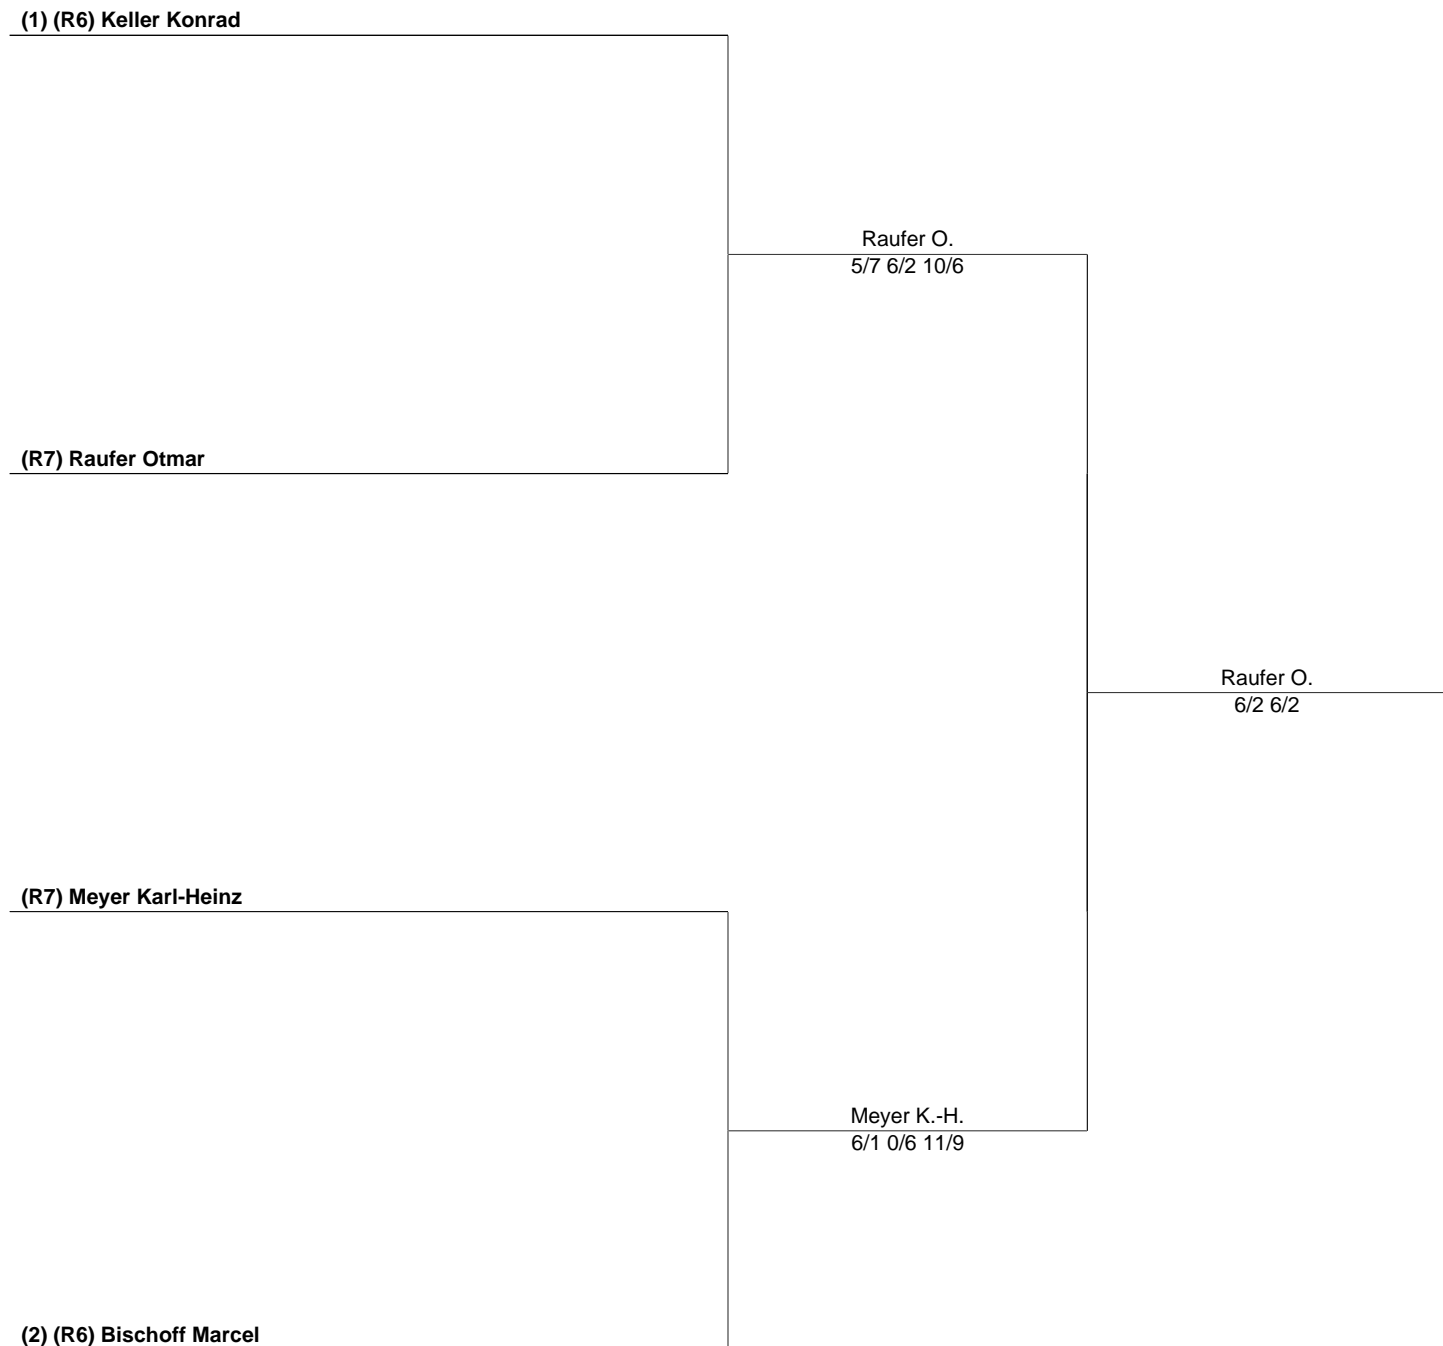 (1) (R6) Keller Konrad
Raufer O.
5/7 6/2 10/6
(R7) Raufer Otmar
Raufer O.
6/2 6/2
(R7) Meyer Karl-Heinz
Meyer K.-H.
6/1 0/6 11/9
(2) (R6) Bischoff Marcel